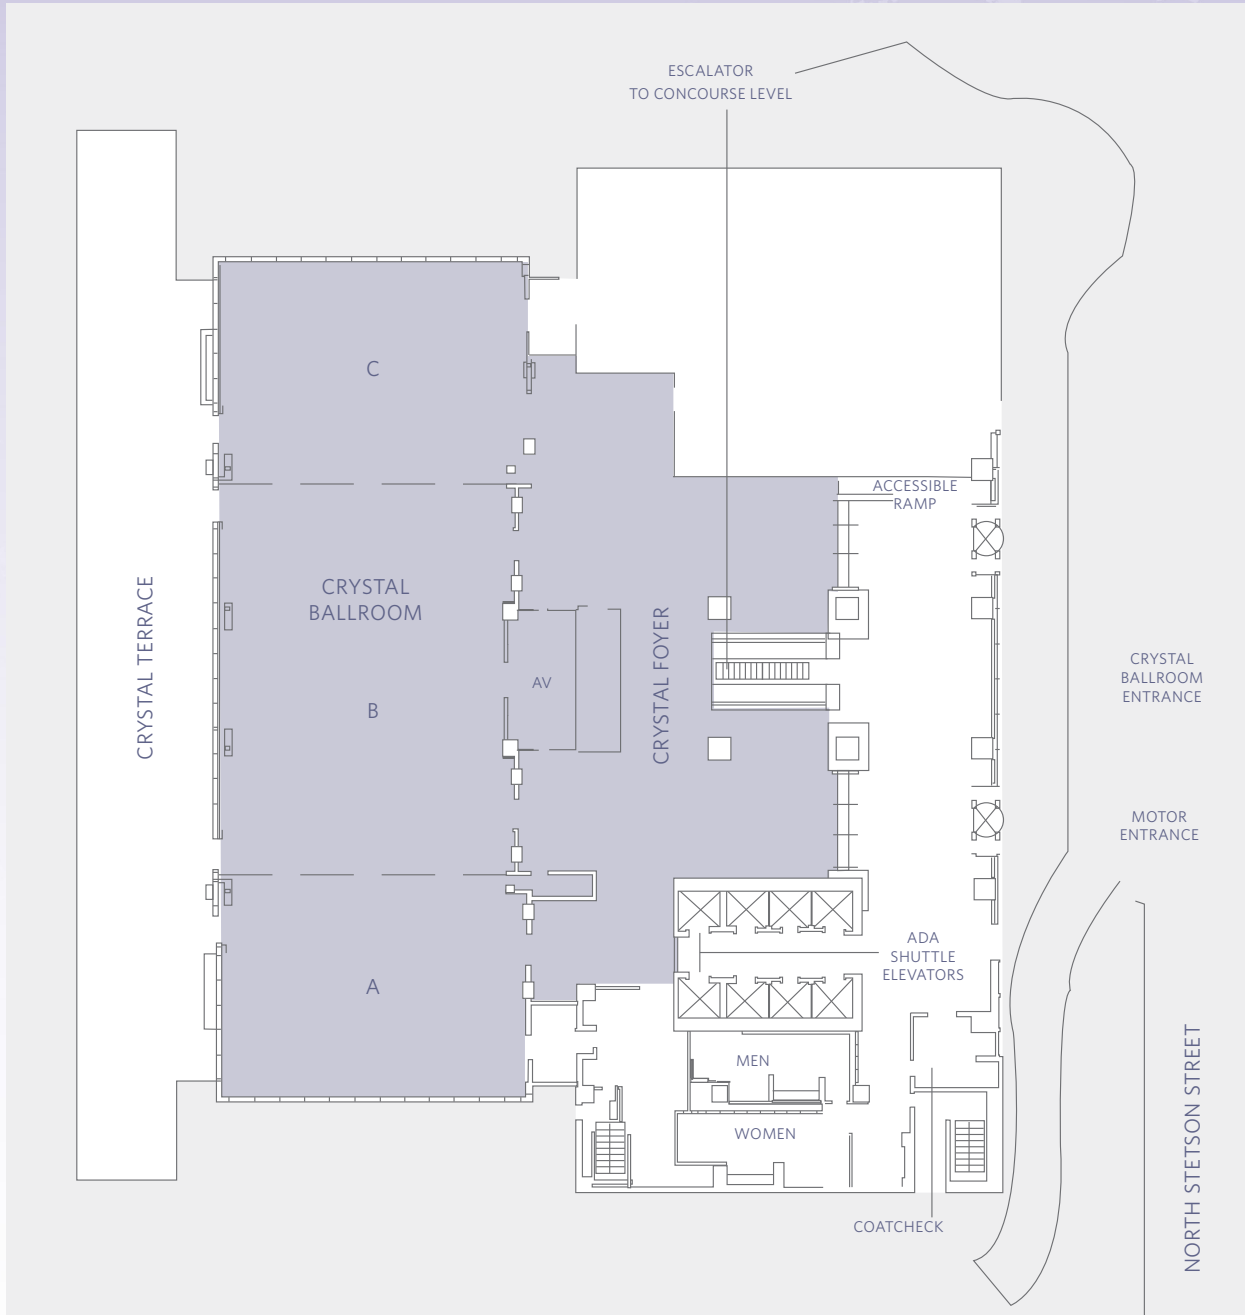 ESCALATOR
TO CONCOURSE LEVEL
C
ACCESSIBLE
RAMP
CRYSTAL TERRACE
CRYSTAL
BALLROOM
CRYSTAL FOYER
AV
B
CRYSTAL
BALLROOM
ENTRANCE
MOTOR
ENTRANCE
ADA
SHUTTLE
ELEVATORS
A
MEN
WOMEN
COATCHECK
NORTH STETSON STREET